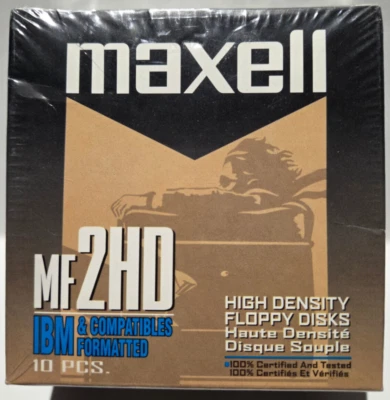 maxell
MF2HD
IBM & COMPATIBLES
FORMATTED
10 PCS.
HIGH DENSITY
FLOPPY DISKS
Haute Densité
Disque Souple
100% Certified And Tested
100% Certifiés Et Vérifiés